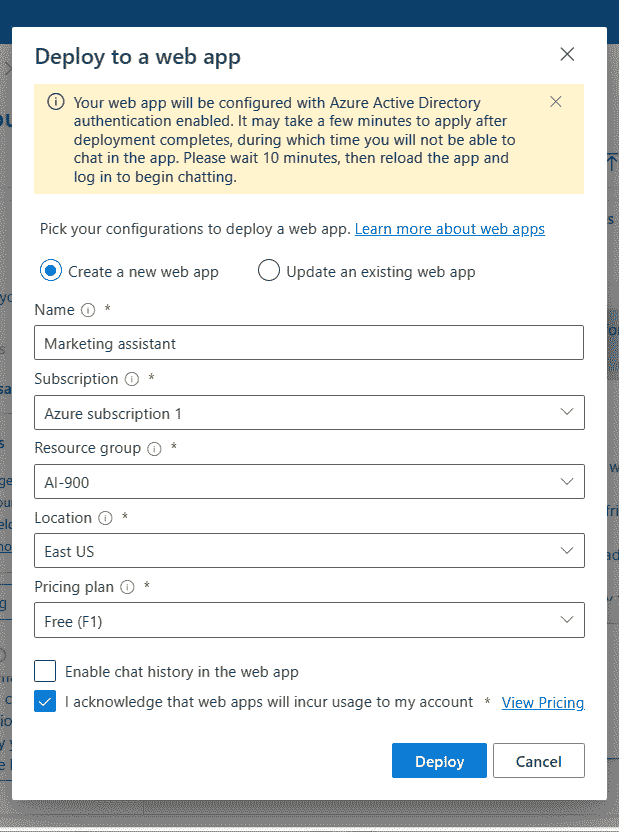 Deploy to a web app
Your web app will be configured with Azure Active Directory
authentication enabled. It may take a few minutes to apply after
deployment completes, during which time you will not be able to
chat in the app. Please wait 10 minutes, then reload the app and
log in to begin chatting.
Pick your configurations to deploy a web app. Learn more about web apps
Create a new web app Update an existing web app
Name *
Marketing assistant
Subscription *
Azure subscription 1
Resource group *
AI-900
Location *
East US
Pricing plan *
Free (F1)
Enable chat history in the web app
I acknowledge that web apps will incur usage to my account * View Pricing
Deploy Cancel